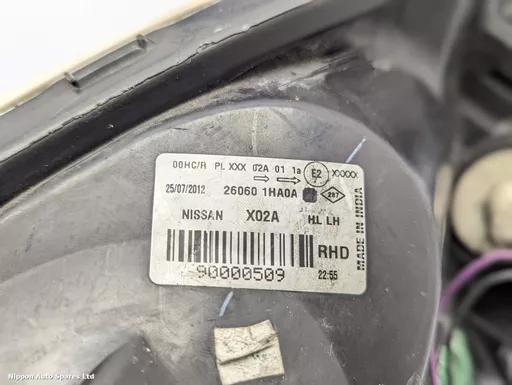 00HC/R PL XXX 02A 01 1a E2 XXXXX
25/07/2012 26060 1HA0A 287
NISSAN X02A H.L LH
RHD
90000509 22:55
MADE IN INDIA
Nippon Auto Spares Ltd